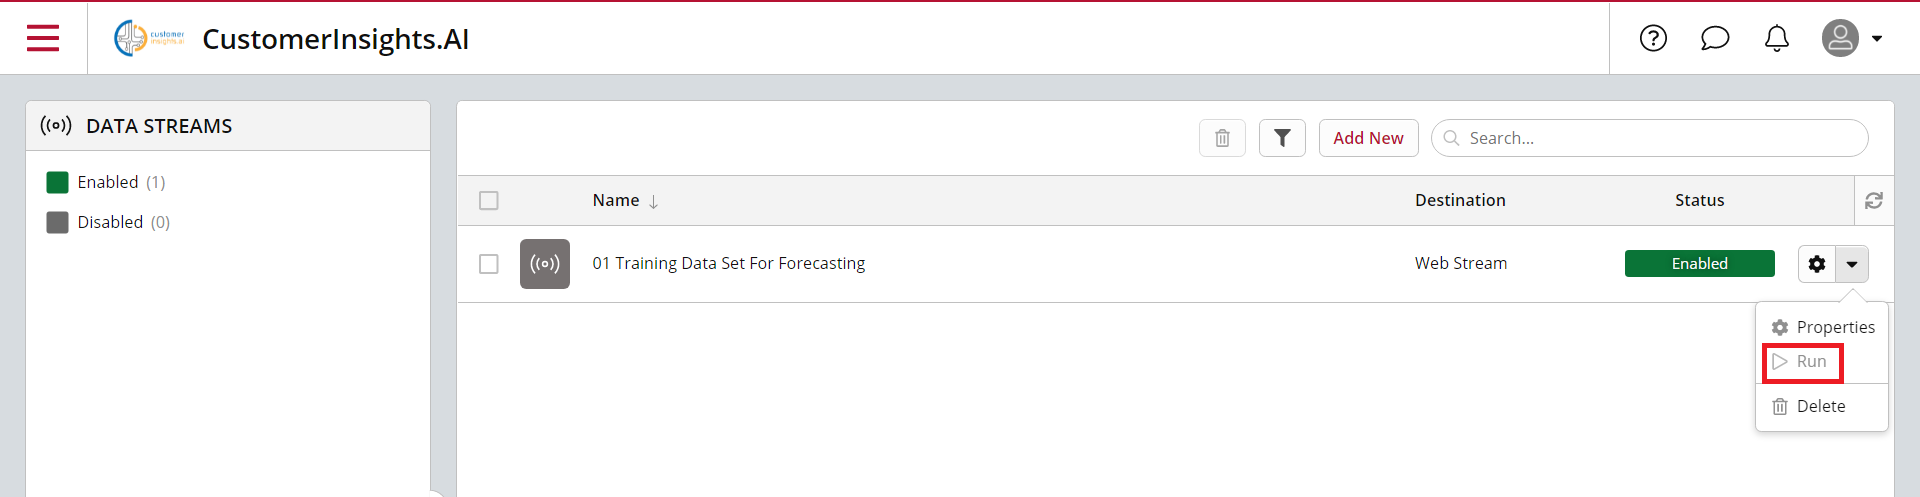 customer
insights.ai
CustomerInsights.AI
DATA STREAMS
Enabled (1)
Disabled (0)
Add New
Search...
Name ↓ Destination Status
01 Training Data Set For Forecasting Web Stream Enabled
Properties
Run
Delete